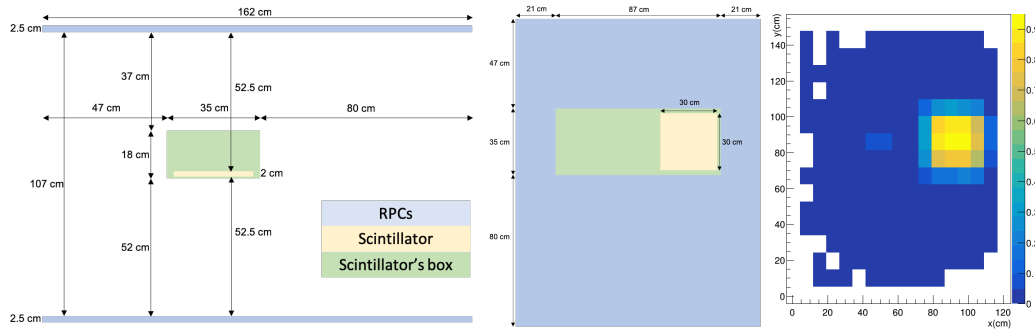 162 cm
2.5 cm
37 cm
52.5 cm
47 cm
35 cm
80 cm
18 cm
2 cm
107 cm
52 cm
52.5 cm
RPCs
Scintillator
Scintillator's box
2.5 cm
21 cm
87 cm
21 cm
47 cm
30 cm
35 cm
30 cm
80 cm
y(cm)
140
120
100
80
60
40
20
0
0 20 40 60 80 100 120
x(cm)
0